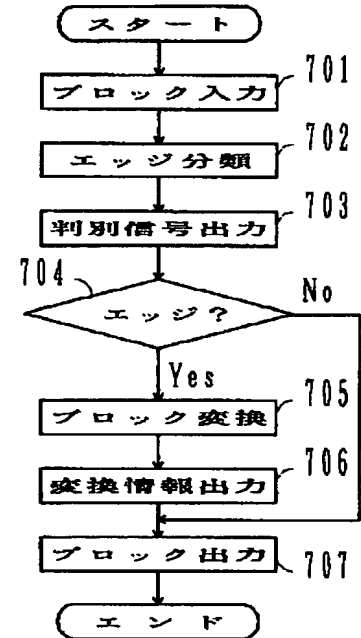 スタート
701
ブロック入力
702
エッジ分類
703
判別信号出力
704
エッジ?
No
Yes
705
ブロック変換
706
変換情報出力
ブロック出力
707
エンド